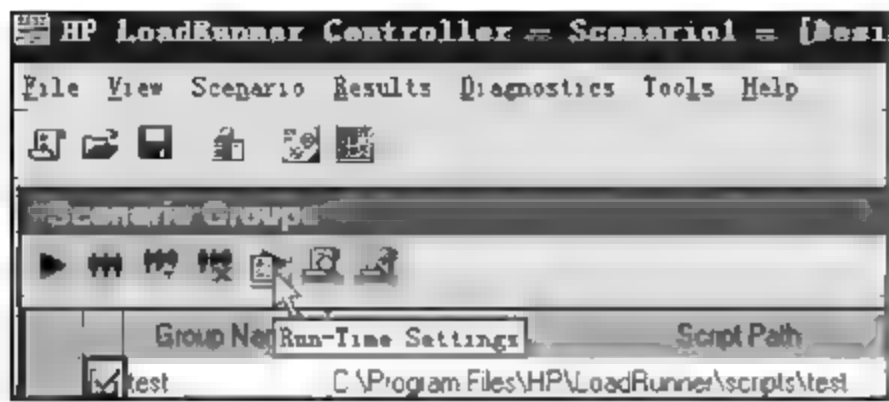 HP LoadRunner Controller - Scenario1 - [Desi
File View Scenario Results Diagnostics Tools Help
Scenario Groups
Run-Time Settings
Group Na Script Path
test C \Program Files\HP\LoadRunner\scripts\test